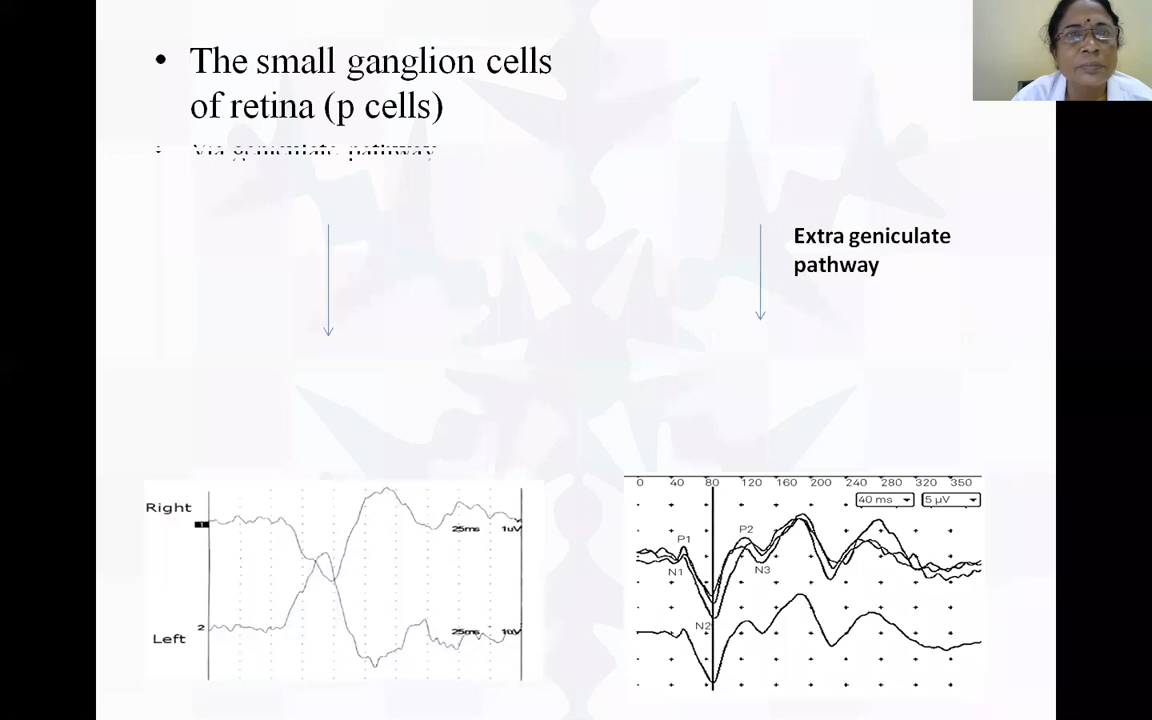 • The small ganglion cells
of retina (p cells)
• Via geniculate pathway
Extra geniculate
pathway
Right
1
25ms 1uV
2
Left
25ms 1uV
0 40 80 120 160 200 240 280 320 350
40 ms 5 µV
P1
P2
N1
N3
N2